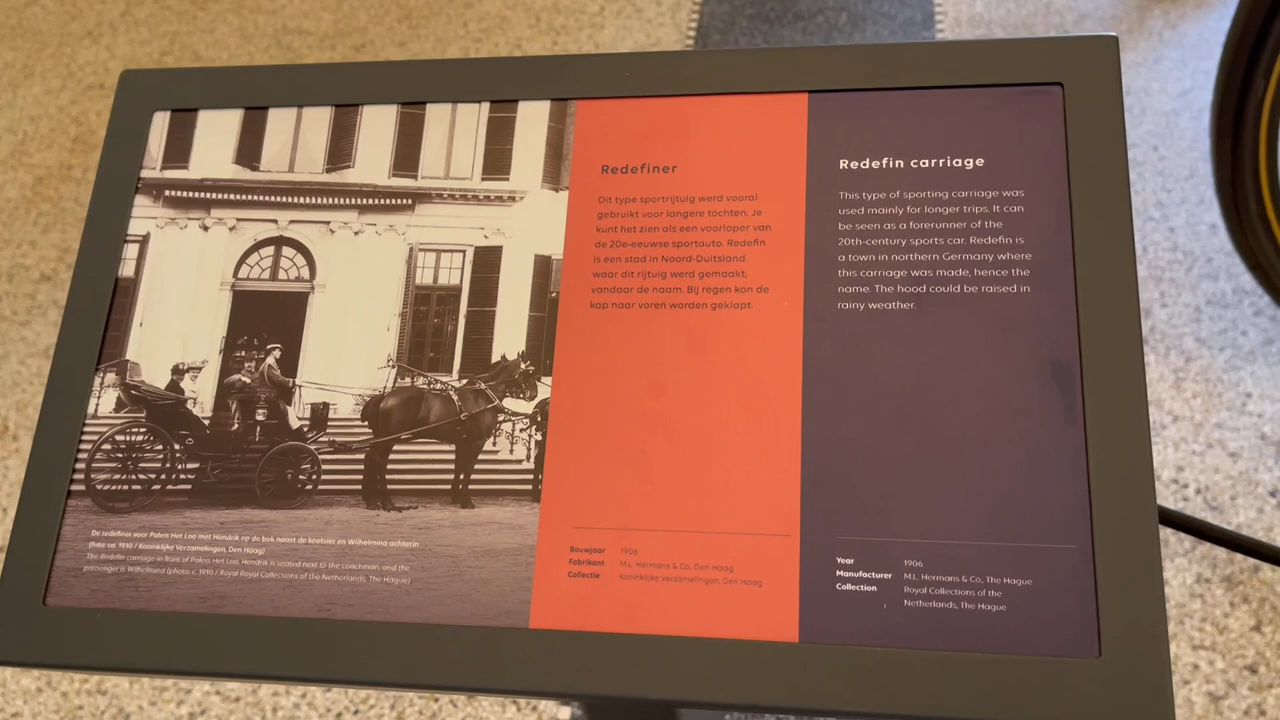 Redefiner
Dit type sportrijtuig werd vooral
gebruikt voor langere tochten. Je
kunt het zien als een voorloper van
de 20e-eeuwse sportauto. Redefin
is een stad in Noord-Duitsland
waar dit rijtuig werd gemaakt,
vandaar de naam. Bij regen kon de
kap naar voren worden geklapt.
Bouwjaar 1906
Fabrikant M.L. Hermans & Co, Den Haag
Collectie Koninklijke Verzamelingen, Den Haag
Redefin carriage
This type of sporting carriage was
used mainly for longer trips. It can
be seen as a forerunner of the
20th-century sports car. Redefin is
a town in northern Germany where
this carriage was made, hence the
name. The hood could be raised in
rainy weather.
Year 1906
Manufacturer M.L. Hermans & Co, The Hague
Collection Royal Collections of the
Netherlands, The Hague
De redefiner voor Paleis Het Loo met Hendrik op de bok naast de koetsier en Wilhelmina achterin
(foto: ca. 1910 / Koninklijke Verzamelingen, Den Haag)
The Redefin carriage in front of Paleis Het Loo. Hendrik is seated next to the coachman, and the
passenger is Wilhelmina (photo: c. 1910 / Royal Royal Collections of the Netherlands, The Hague)